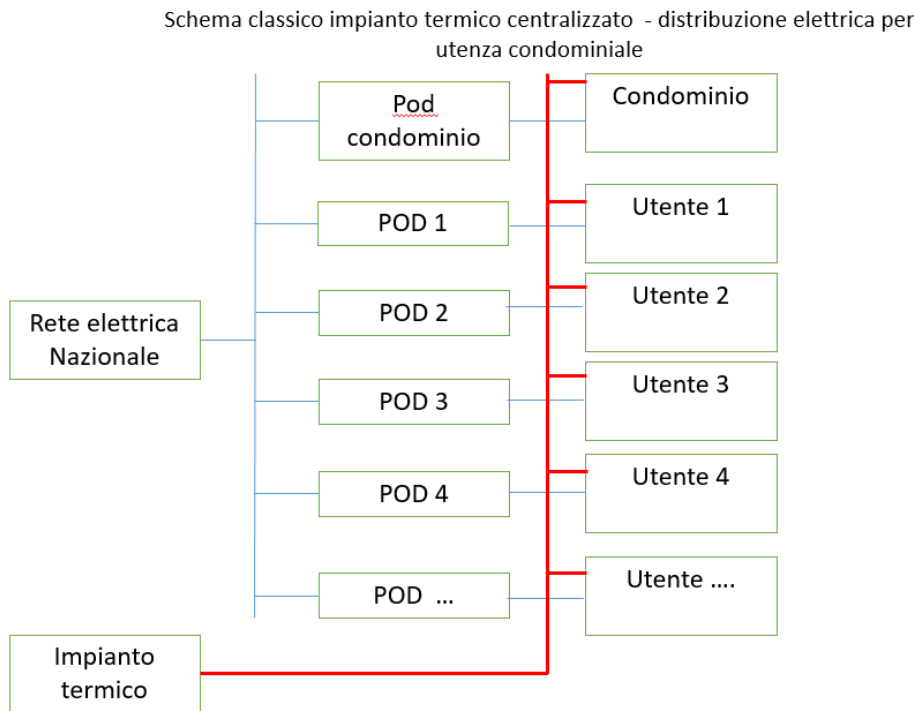 Schema classico impianto termico centralizzato - distribuzione elettrica per
utenza condominiale
Pod
condominio
Condominio
POD 1
Utente 1
POD 2
Utente 2
Rete elettrica
Nazionale
POD 3
Utente 3
POD 4
Utente 4
POD ...
Utente ....
Impianto
termico